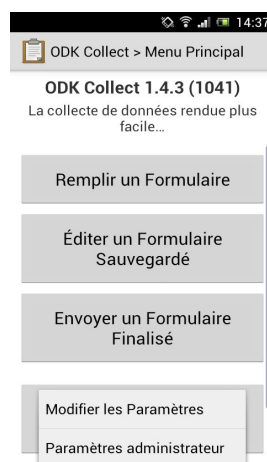 14:37
ODK Collect > Menu Principal
ODK Collect 1.4.3 (1041)
La collecte de données rendue plus
facile…
Remplir un Formulaire
Éditer un Formulaire
Sauvegardé
Envoyer un Formulaire
Finalisé
Modifier les Paramètres
Paramètres administrateur